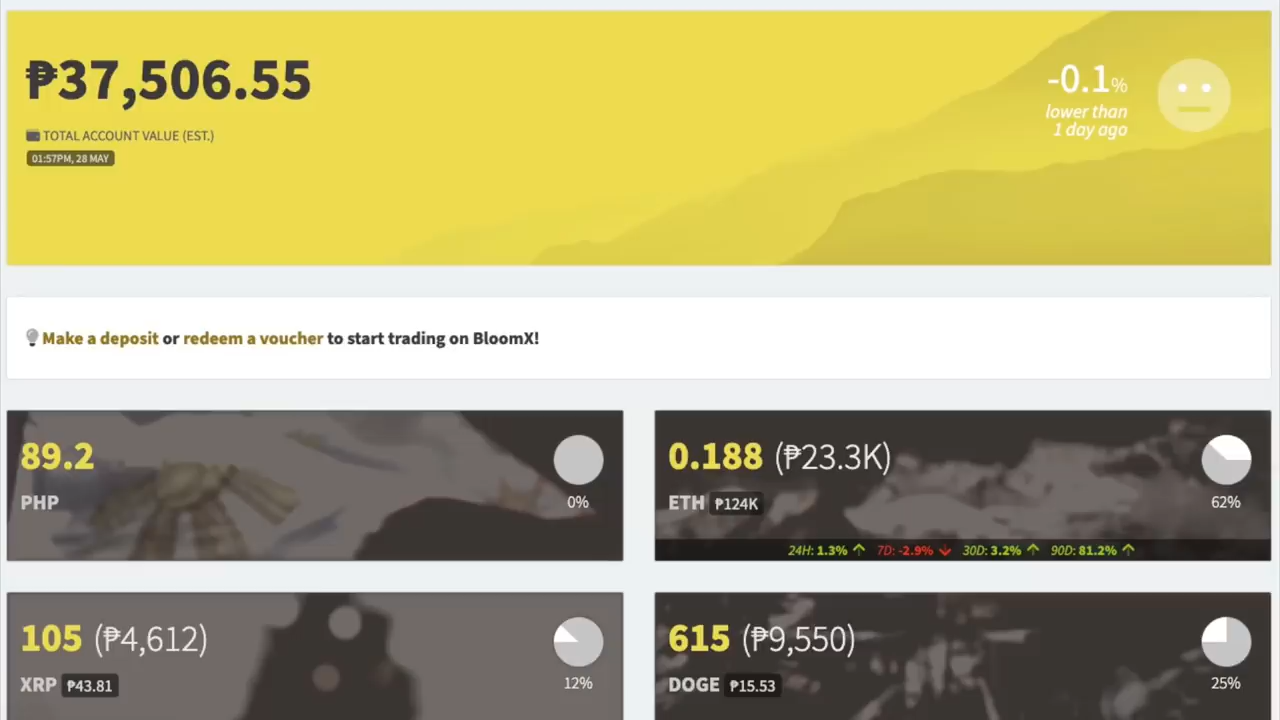 ₱37,506.55
TOTAL ACCOUNT VALUE (EST.)
01:57PM, 28 MAY
-0.1%
lower than
1 day ago
Make a deposit or redeem a voucher to start trading on BloomX!
89.2
PHP
0%
0.188 (₱23.3K)
ETH ₱124K
62%
24H: 1.3% ↑ 7D: -2.9% ↓ 30D: 3.2% ↑ 90D: 81.2% ↑
105 (₱4,612)
XRP ₱43.81
12%
615 (₱9,550)
DOGE ₱15.53
25%